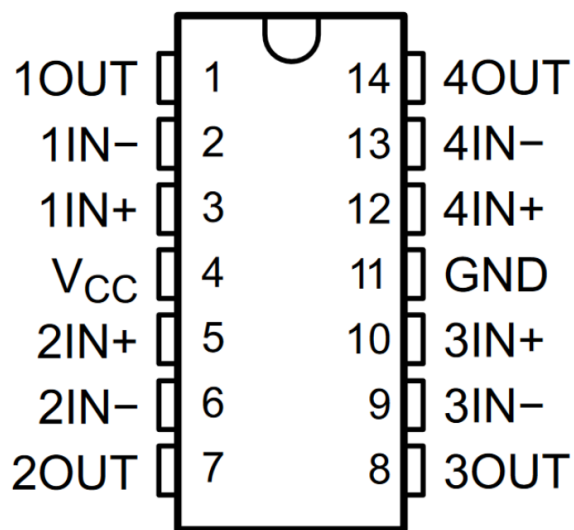 1OUT 1 14 4OUT
1IN− 2 13 4IN−
1IN+ 3 12 4IN+
VCC 4 11 GND
2IN+ 5 10 3IN+
2IN− 6 9 3IN−
2OUT 7 8 3OUT